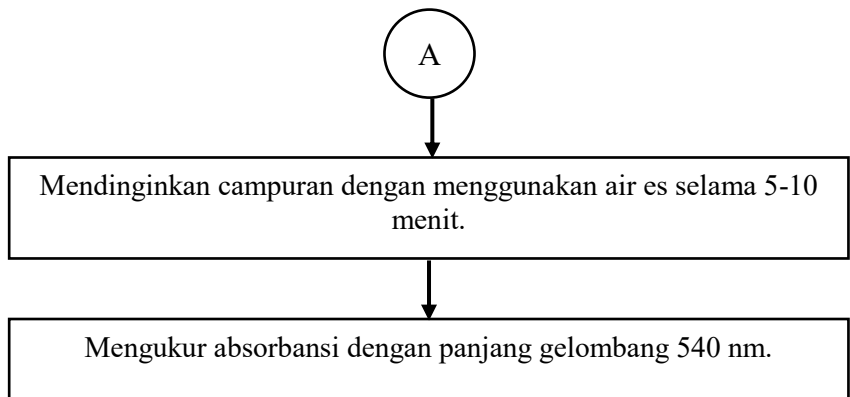 A
Mendinginkan campuran dengan menggunakan air es selama 5-10
menit.
Mengukur absorbansi dengan panjang gelombang 540 nm.